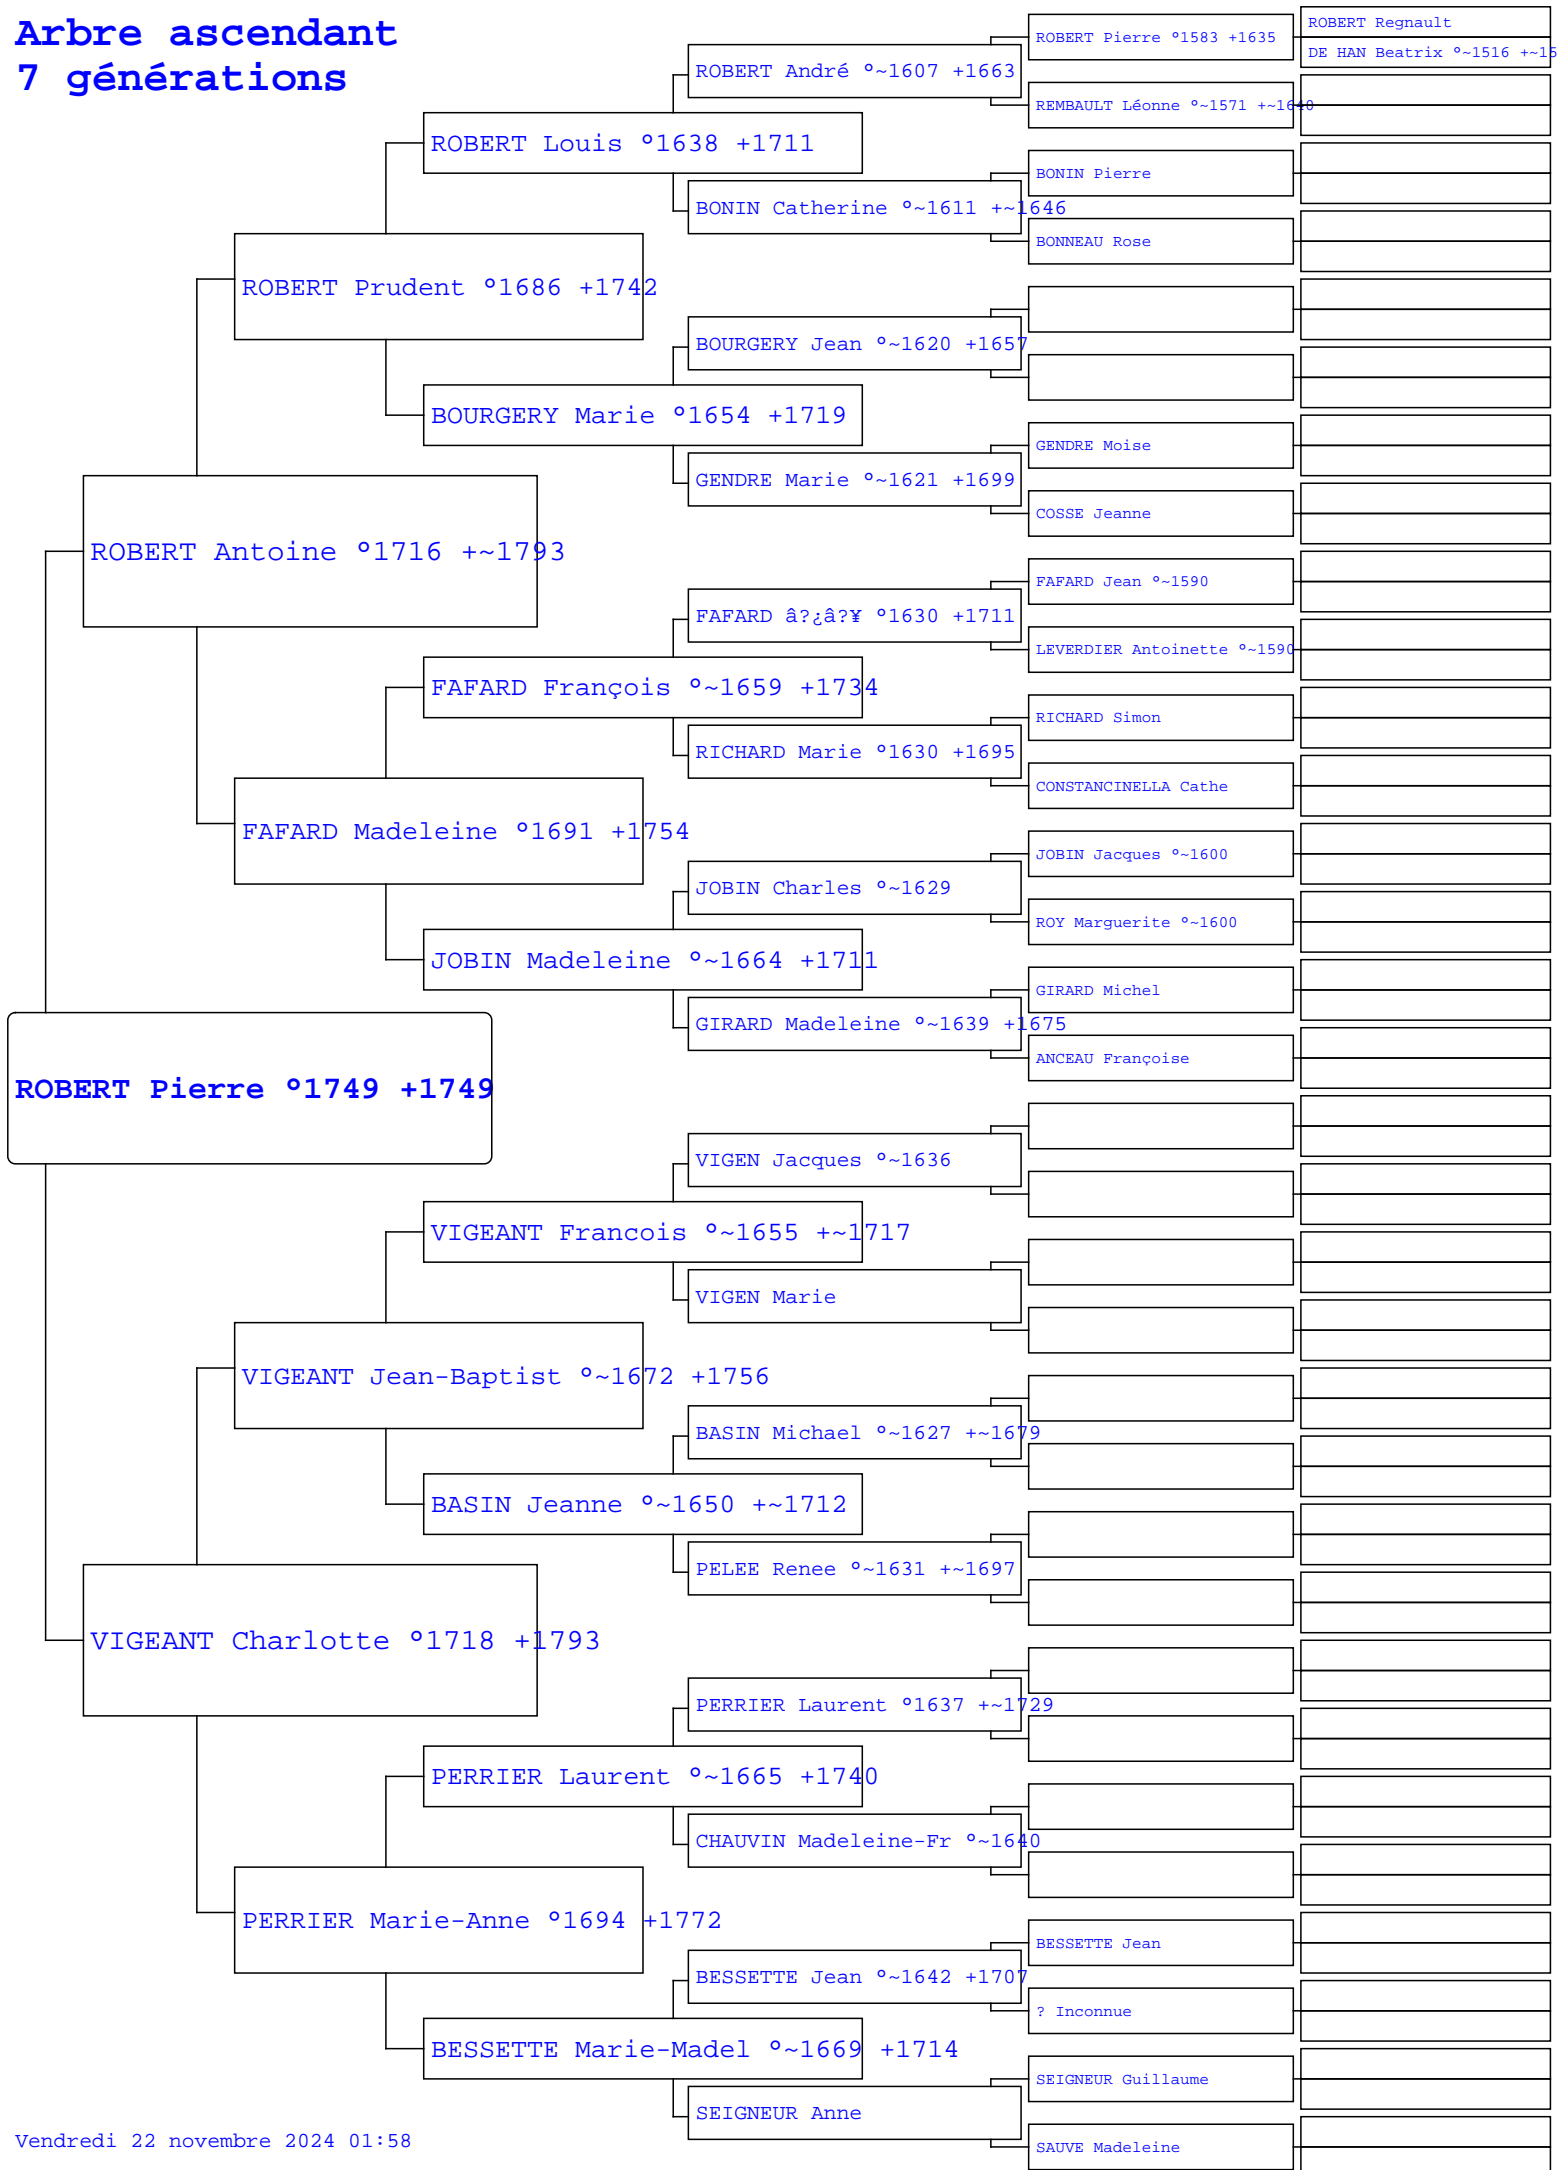 Arbre ascendant
7 générations
ROBERT Regnault
ROBERT Pierre °1583 +1635
DE HAN Beatrix °~1516 +~15
ROBERT André °~1607 +1663
REMBAULT Léonne °~1571 +~1640
ROBERT Louis °1638 +1711
BONIN Pierre
BONIN Catherine °~1611 +~1646
BONNEAU Rose
ROBERT Prudent °1686 +1742
BOURGERY Jean °~1620 +1657
BOURGERY Marie °1654 +1719
GENDRE Moise
GENDRE Marie °~1621 +1699
COSSE Jeanne
ROBERT Antoine °1716 +~1793
FAFARD Jean °~1590
FAFARD â?¿â?¥ °1630 +1711
LEVERDIER Antoinette °~1590
FAFARD François °~1659 +1734
RICHARD Simon
RICHARD Marie °1630 +1695
CONSTANCINELLA Cathe
FAFARD Madeleine °1691 +1754
JOBIN Jacques °~1600
JOBIN Charles °~1629
ROY Marguerite °~1600
JOBIN Madeleine °~1664 +1711
GIRARD Michel
GIRARD Madeleine °~1639 +1675
ANCEAU Françoise
ROBERT Pierre °1749 +1749
VIGEN Jacques °~1636
VIGEANT Francois °~1655 +~1717
VIGEN Marie
VIGEANT Jean-Baptist °~1672 +1756
BASIN Michael °~1627 +~1679
BASIN Jeanne °~1650 +~1712
PELEE Renee °~1631 +~1697
VIGEANT Charlotte °1718 +1793
PERRIER Laurent °1637 +~1729
PERRIER Laurent °~1665 +1740
CHAUVIN Madeleine-Fr °~1640
PERRIER Marie-Anne °1694 +1772
BESSETTE Jean
BESSETTE Jean °~1642 +1707
? Inconnue
BESSETTE Marie-Madel °~1669 +1714
SEIGNEUR Guillaume
SEIGNEUR Anne
SAUVE Madeleine
Vendredi 22 novembre 2024 01:58